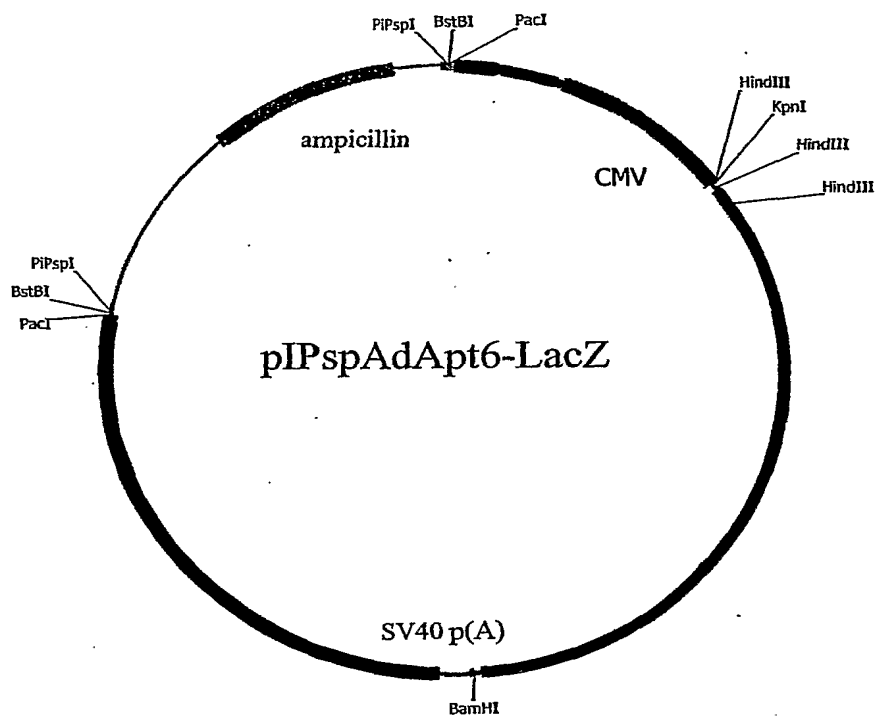 PiPspI
BstBI
PacI
HindIII
KpnI
HindIII
HindIII
ampicillin
CMV
PiPspI
BstBI
PacI
pIPspAdApt6-LacZ
SV40 p(A)
BamHI